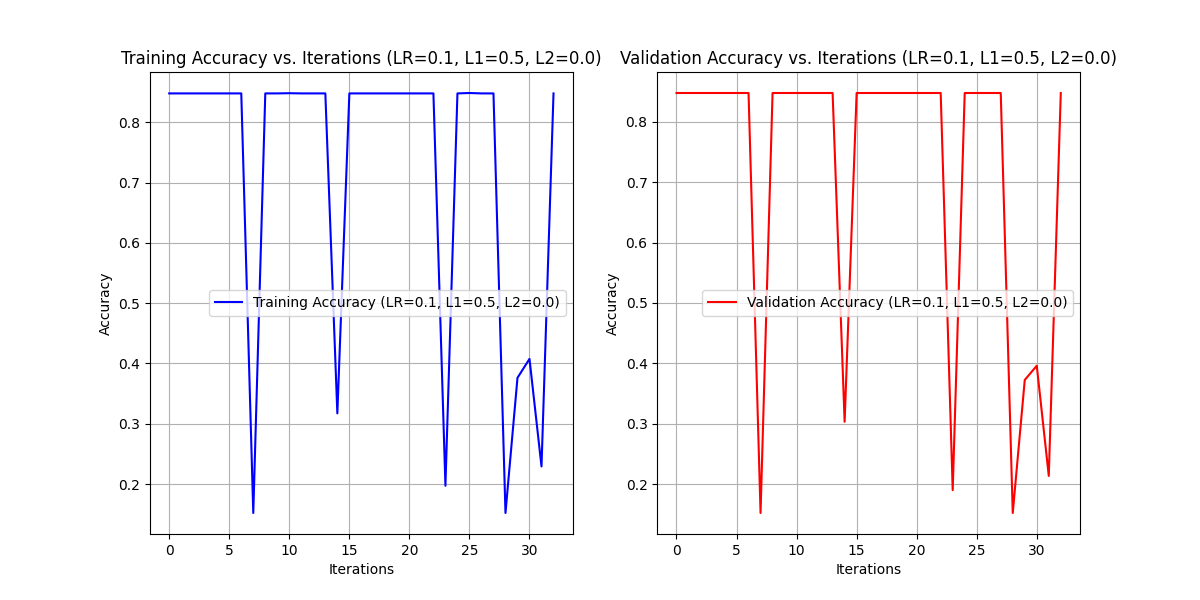 Training Accuracy vs. Iterations (LR=0.1, L1=0.5, L2=0.0)
Accuracy
0.8
0.7
0.6
0.5
0.4
0.3
0.2
Training Accuracy (LR=0.1, L1=0.5, L2=0.0)
0 5 10 15 20 25 30
Iterations
Validation Accuracy vs. Iterations (LR=0.1, L1=0.5, L2=0.0)
Accuracy
0.8
0.7
0.6
0.5
0.4
0.3
0.2
Validation Accuracy (LR=0.1, L1=0.5, L2=0.0)
0 5 10 15 20 25 30
Iterations